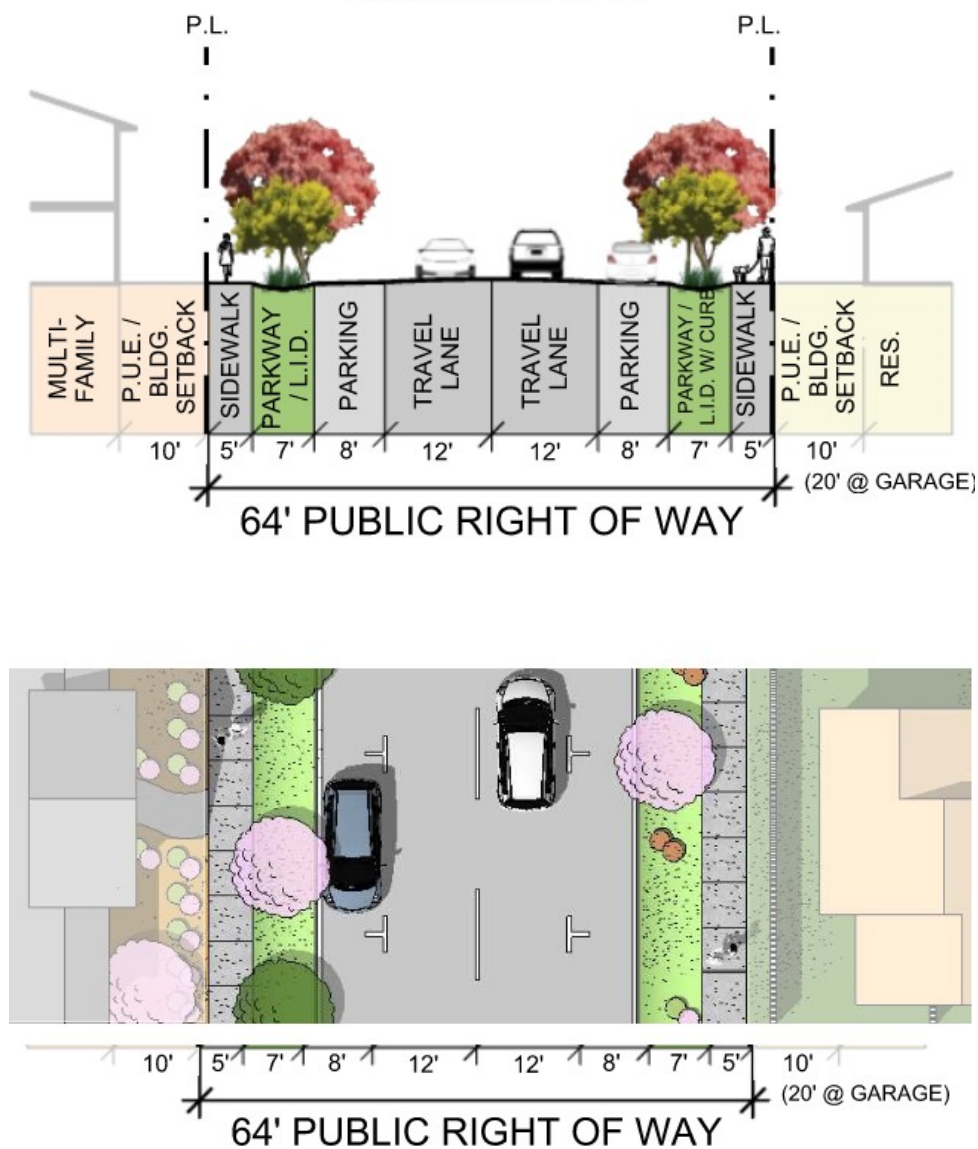 P.L.
P.L.
MULTI-
FAMILY
P.U.E. /
BLDG.
SETBACK
SIDEWALK
PARKWAY
/ L.I.D.
PARKING
TRAVEL
LANE
TRAVEL
LANE
PARKING
PARKWAY /
L.I.D. W/ CURB
SIDEWALK
P.U.E. /
BLDG.
SETBACK
RES.
10' 5' 7' 8' 12' 12' 8' 7' 5' 10'
(20' @ GARAGE)
64' PUBLIC RIGHT OF WAY
10' 5' 7' 8' 12' 12' 8' 7' 5' 10'
(20' @ GARAGE)
64' PUBLIC RIGHT OF WAY